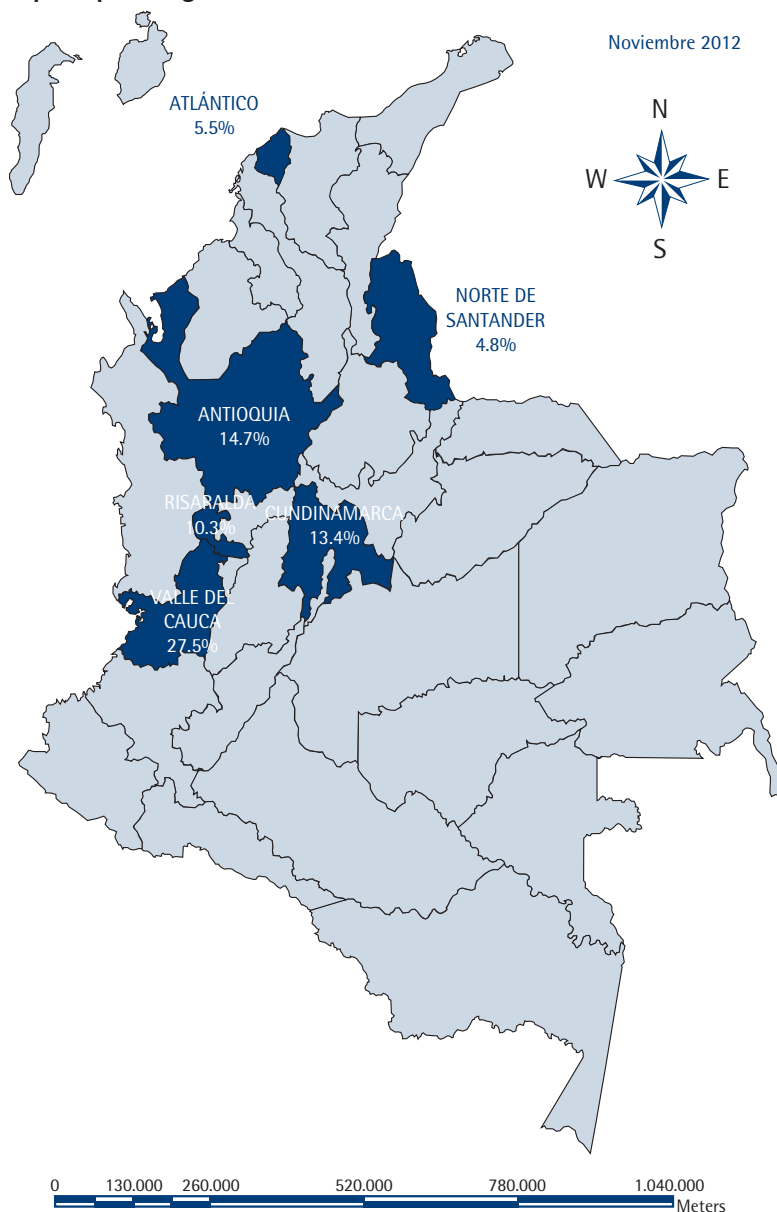 Noviembre 2012
ATLÁNTICO
5.5%
N
W
E
S
NORTE DE
SANTANDER
4.8%
ANTIOQUIA
14.7%
RISARALDA
10.3%
CUNDINAMARCA
13.4%
VALLE DEL
CAUCA
27.5%
0 130.000 260.000 520.000 780.000 1.040.000
Meters